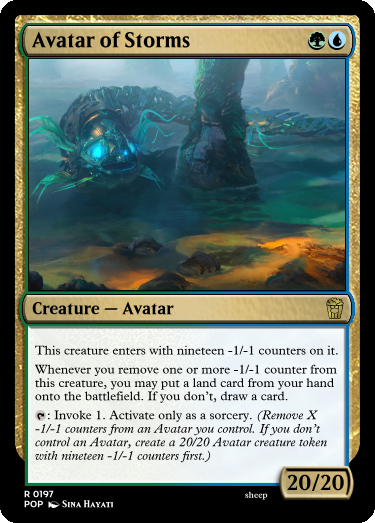 Avatar of Storms
Creature — Avatar
This creature enters with nineteen -1/-1 counters on it.
Whenever you remove one or more -1/-1 counter from
this creature, you may put a land card from your hand
onto the battlefield. If you don't, draw a card.
: Invoke 1. Activate only as a sorcery. (Remove X
-1/-1 counters from an Avatar you control. If you don't
control an Avatar, create a 20/20 Avatar creature token
with nineteen -1/-1 counters first.)
20/20
R 0197
sheep
POP Sina Hayati